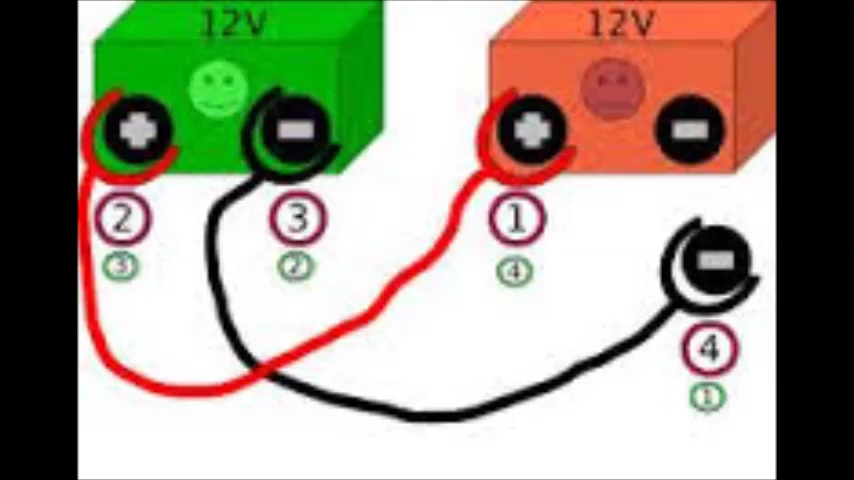 12V 12V
+ - + -
2 3 1
3 2 4
-
4
1